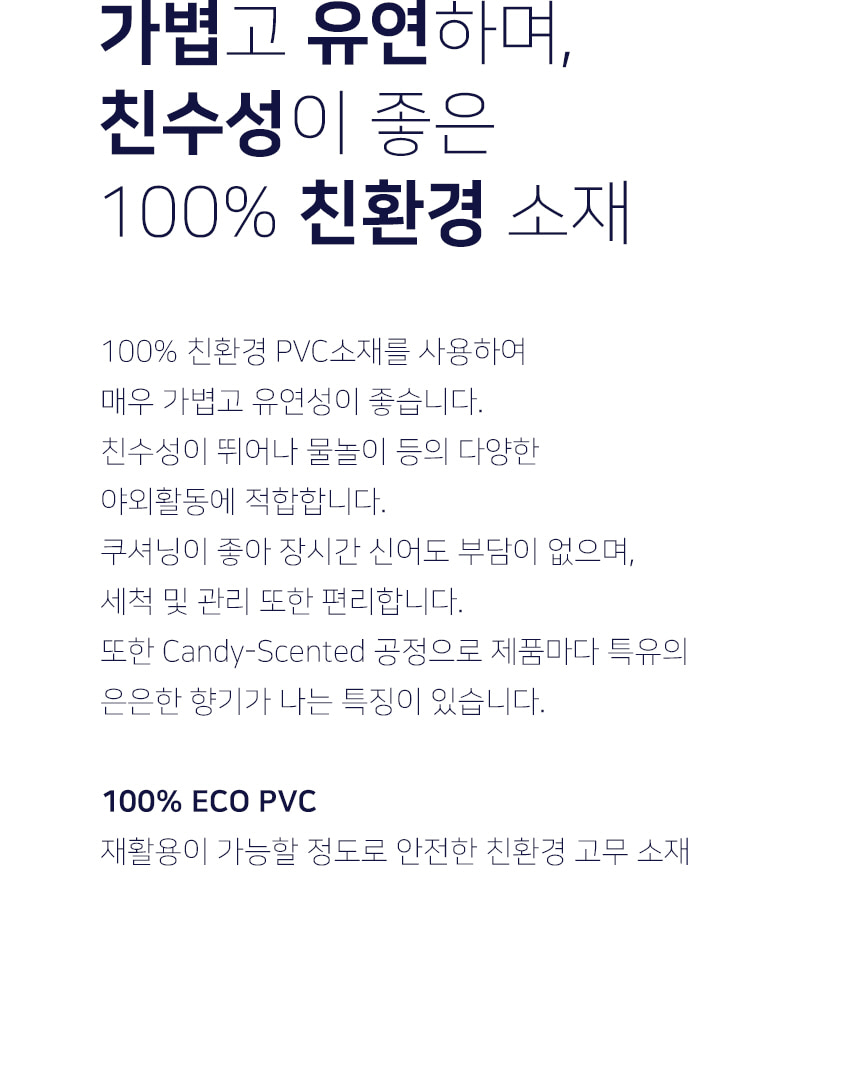 가볍고 유연하며,
친수성이 좋은
100% 친환경 소재
100% 친환경 PVC소재를 사용하여
매우 가볍고 유연성이 좋습니다.
친수성이 뛰어나 물놀이 등의 다양한
야외활동에 적합합니다.
쿠셔닝이 좋아 장시간 신어도 부담이 없으며,
세척 및 관리 또한 편리합니다.
또한 Candy-Scented 공정으로 제품마다 특유의
은은한 향기가 나는 특징이 있습니다.
100% ECO PVC
재활용이 가능할 정도로 안전한 친환경 고무 소재